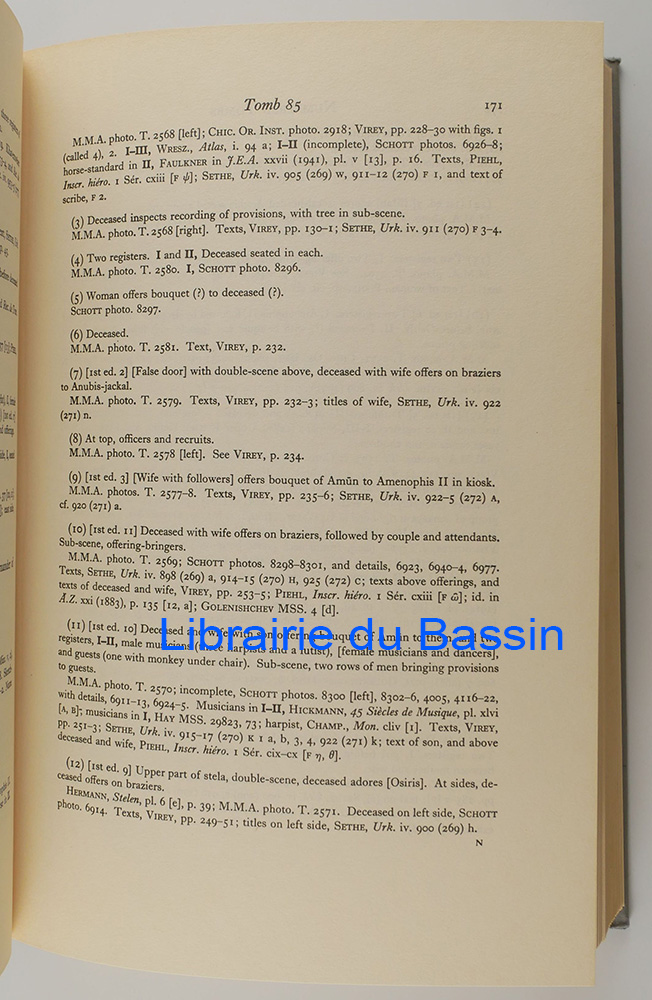 Tomb 85 171
M.M.A. photo. T. 2568 [left]; CHIC. OR. INST. photo. 2918; VIREY, pp. 228–30 with figs. 1
(called 4), 2. I–III, WRESZ., Atlas, i. 94 a; I–II (incomplete), SCHOTT photos. 6926–8;
horse-standard in II, FAULKNER in J.E.A. xxvii (1941), pl. v [13], p. 16. Texts, PIEHL,
Inscr. hiéro. 1 Sér. cxiii [F ψ]; SETHE, Urk. iv. 905 (269) W, 911–12 (270) F 1, and text of
scribe, F 2.
(3) Deceased inspects recording of provisions, with tree in sub-scene.
M.M.A. photo. T. 2568 [right]. Texts, VIREY, pp. 130–1; SETHE, Urk. iv. 911 (270) F 3–4.
(4) Two registers. I and II, Deceased seated in each.
M.M.A. photo. T. 2580. I, SCHOTT photo. 8296.
(5) Woman offers bouquet (?) to deceased (?).
SCHOTT photo. 8297.
(6) Deceased.
M.M.A. photo. T. 2581. Text, VIREY, p. 232.
(7) [1st ed. 2] [False door] with double-scene above, deceased with wife offers on braziers
to Anubis-jackal.
M.M.A. photo. T. 2579. Texts, VIREY, pp. 232–3; titles of wife, SETHE, Urk. iv. 922
(271) n.
(8) At top, officers and recruits.
M.M.A. photo. T. 2578 [left]. See VIREY, p. 234.
(9) [1st ed. 3] [Wife with followers] offers bouquet of Amūn to Amenophis II in kiosk.
M.M.A. photos. T. 2577–8. Texts, VIREY, pp. 235–6; SETHE, Urk. iv. 922–5 (272) A,
cf. 920 (271) a.
(10) [1st ed. 11] Deceased with wife offers on braziers, followed by couple and attendants.
Sub-scene, offering-bringers.
M.M.A. photo. T. 2569; SCHOTT photos. 8298–8301, and details, 6923, 6940–4, 6977.
Texts, SETHE, Urk. iv. 898 (269) a, 914–15 (270) H, 925 (272) C; texts above offerings, and
texts of deceased and wife, VIREY, pp. 253–5; PIEHL, Inscr. hiéro. 1 Sér. cxiii [F ω̃]; id. in
Ä.Z. xxi (1883), p. 135 [12, a]; GOLENISHCHEV MSS. 4 [d].
(11) [1st ed. 10] Deceased and wife with son offering bouquet of Amūn to them, and two
registers, I–II, male musicians (three harpists and a lutist), [female musicians and dancers],
and guests (one with monkey under chair). Sub-scene, two rows of men bringing provisions
to guests.
M.M.A. photo. T. 2570; incomplete, SCHOTT photos. 8300 [left], 8302–6, 4005, 4116–22,
with details, 6911–13, 6924–5. Musicians in I–II, HICKMANN, 45 Siècles de Musique, pl. xlvi
[A, B]; musicians in I, HAY MSS. 29823, 73; harpist, CHAMP., Mon. cliv [1]. Texts, VIREY,
pp. 251–3; SETHE, Urk. iv. 915–17 (270) K 1 a, b, 3, 4, 922 (271) k; text of son, and above
deceased and wife, PIEHL, Inscr. hiéro. 1 Sér. cix–cx [F η, θ].
(12) [1st ed. 9] Upper part of stela, double-scene, deceased adores [Osiris]. At sides, de-
ceased offers on braziers.
HERMANN, Stelen, pl. 6 [e], p. 39; M.M.A. photo. T. 2571. Deceased on left side, SCHOTT
photo. 6914. Texts, VIREY, pp. 249–51; titles on left side, SETHE, Urk. iv. 900 (269) h.
N
Librairie du Bassin